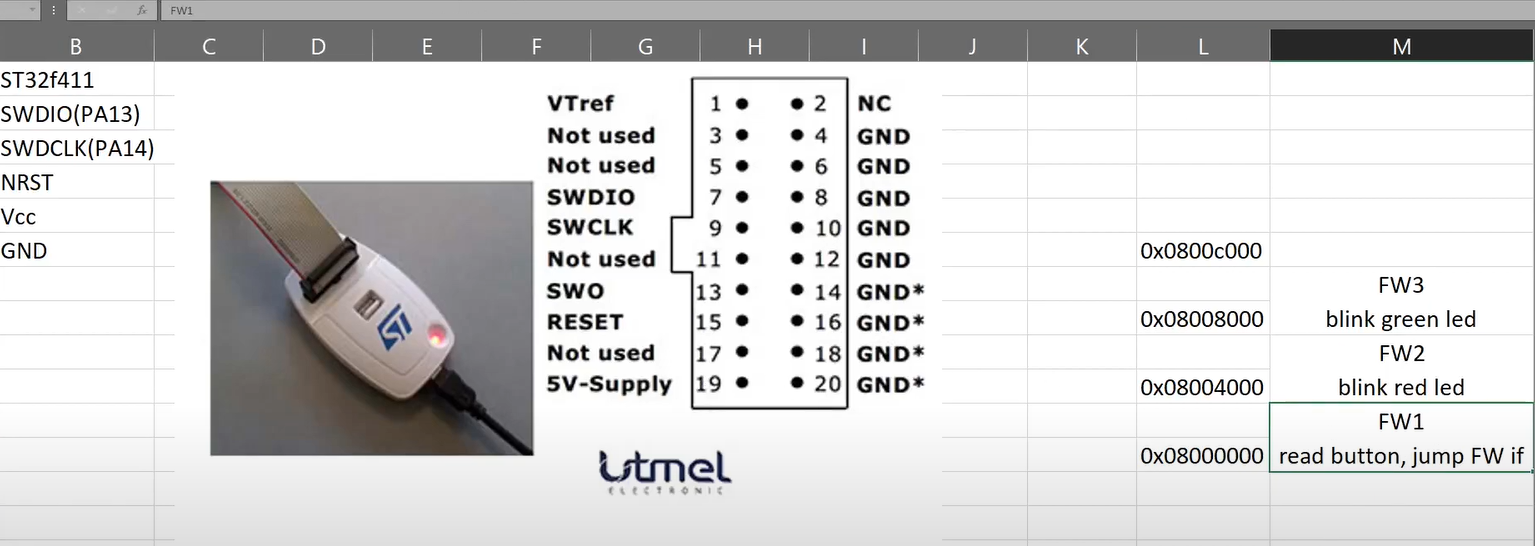 fx FW1
B C D E F G H I J K L M
ST32f411
SWDIO(PA13)
SWDCLK(PA14)
NRST
Vcc
GND
VTref 1 2 NC
Not used 3 4 GND
Not used 5 6 GND
SWDIO 7 8 GND
SWCLK 9 10 GND
Not used 11 12 GND
SWO 13 14 GND*
RESET 15 16 GND*
Not used 17 18 GND*
5V-Supply 19 20 GND*
ST
utmel
ELECTRONIC
0x0800c000
FW3
0x08008000 blink green led
FW2
0x08004000 blink red led
FW1
0x08000000 read button, jump FW if